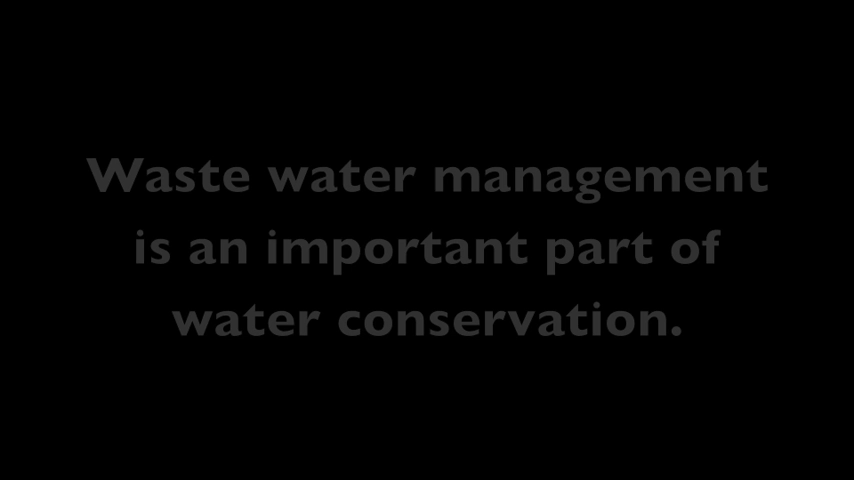 Waste water management
is an important part of
water conservation.